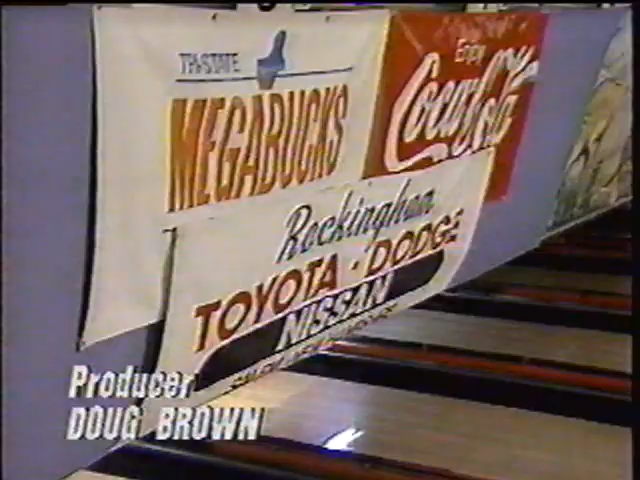 TRI-STATE
MEGABUCKS
Enjoy
Coca-Cola
Rockingham
TOYOTA · DODGE
NISSAN
Producer
DOUG BROWN